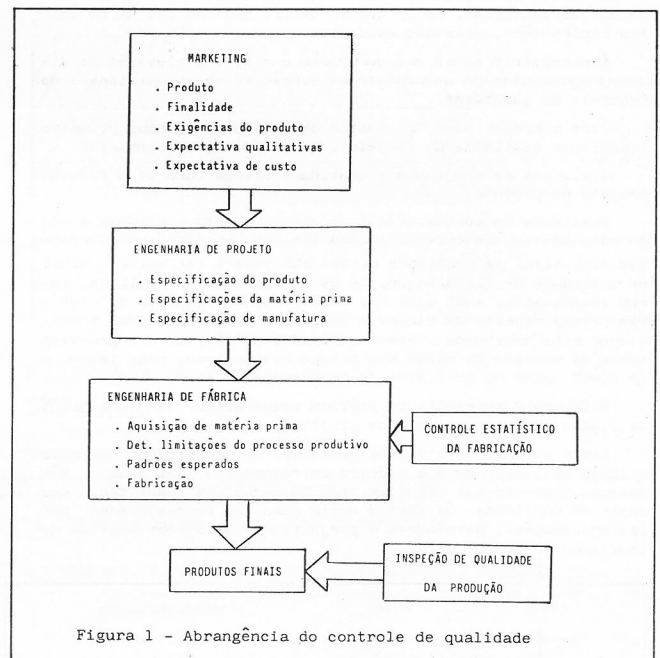 MARKETING
. Produto
. Finalidade
. Exigências do produto
. Expectativa qualitativas
. Expectativa de custo
ENGENHARIA DE PROJETO
. Especificação do produto
. Especificações da matéria prima
. Especificação de manufatura
ENGENHARIA DE FÁBRICA
. Aquisição de matéria prima
. Det. limitações do processo produtivo
. Padrões esperados
. Fabricação
CONTROLE ESTATÍSTICO
DA FABRICAÇÃO
PRODUTOS FINAIS
INSPEÇÃO DE QUALIDADE
DA PRODUÇÃO
Figura 1 - Abrangência do controle de qualidade